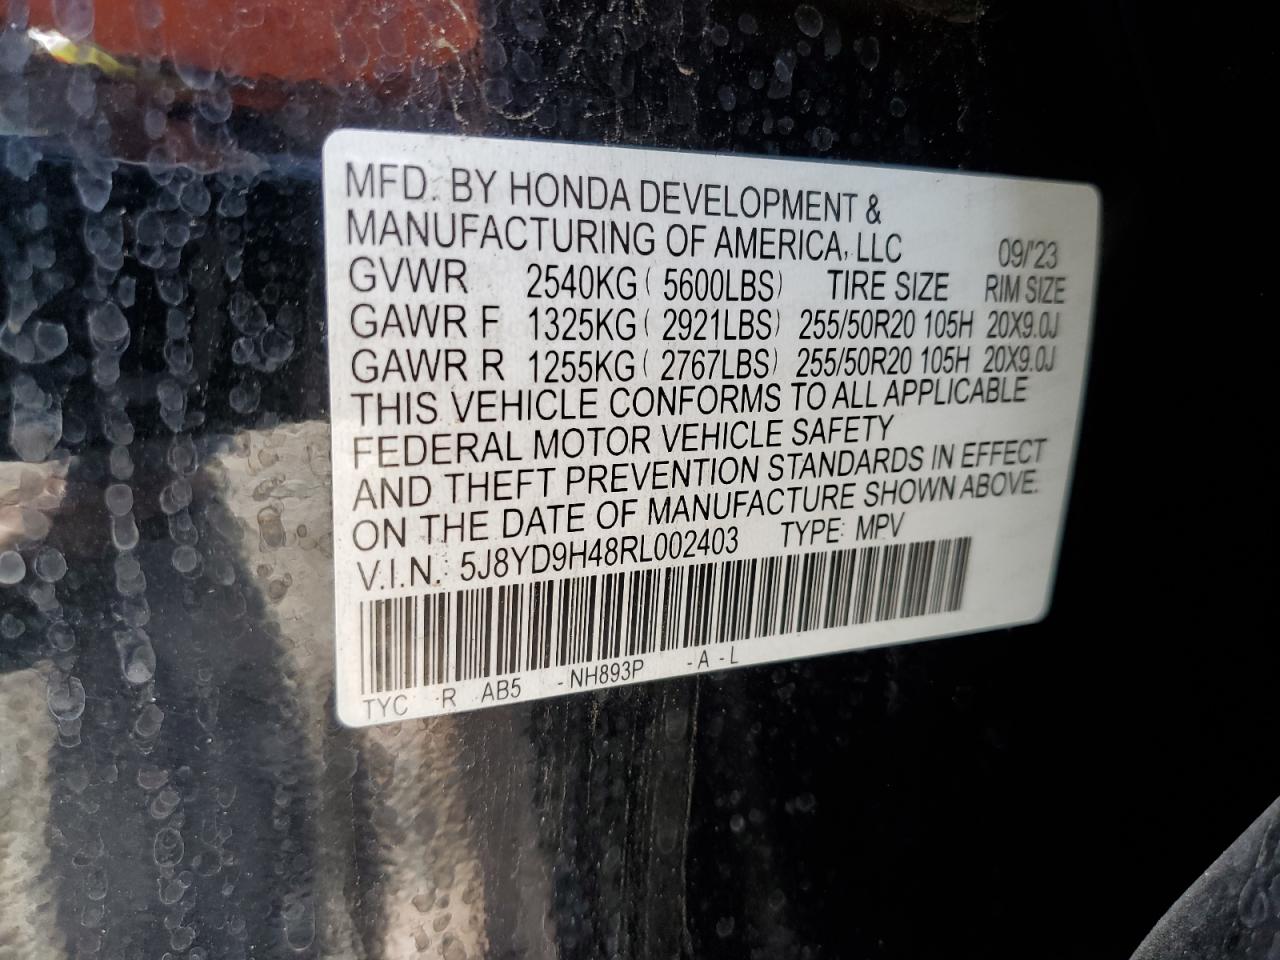 MFD. BY HONDA DEVELOPMENT &
MANUFACTURING OF AMERICA, LLC 09/'23
GVWR 2540KG ( 5600LBS) TIRE SIZE RIM SIZE
GAWR F 1325KG ( 2921LBS) 255/50R20 105H 20X9.0J
GAWR R 1255KG ( 2767LBS) 255/50R20 105H 20X9.0J
THIS VEHICLE CONFORMS TO ALL APPLICABLE
FEDERAL MOTOR VEHICLE SAFETY
AND THEFT PREVENTION STANDARDS IN EFFECT
ON THE DATE OF MANUFACTURE SHOWN ABOVE.
V.I.N. 5J8YD9H48RL002403 TYPE: MPV
TYC R AB5 -NH893P -A -L